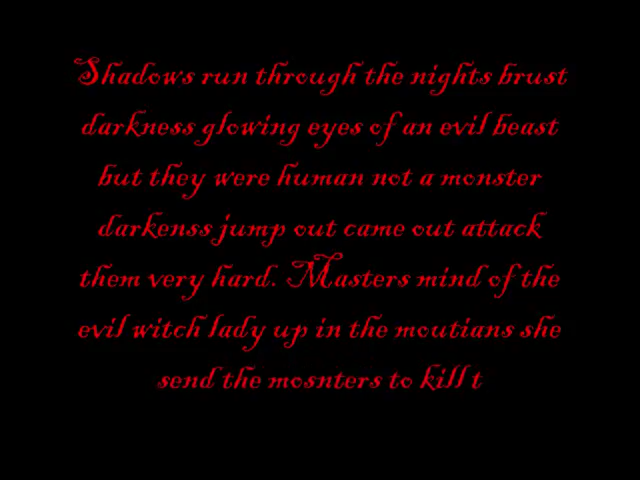 Shadows run through the nights brust
darkness glowing eyes of an evil beast
but they were human not a monster
darkenss jump out came out attack
them very hard. Masters mind of the
evil witch lady up in the moutians she
send the mosnters to kill t